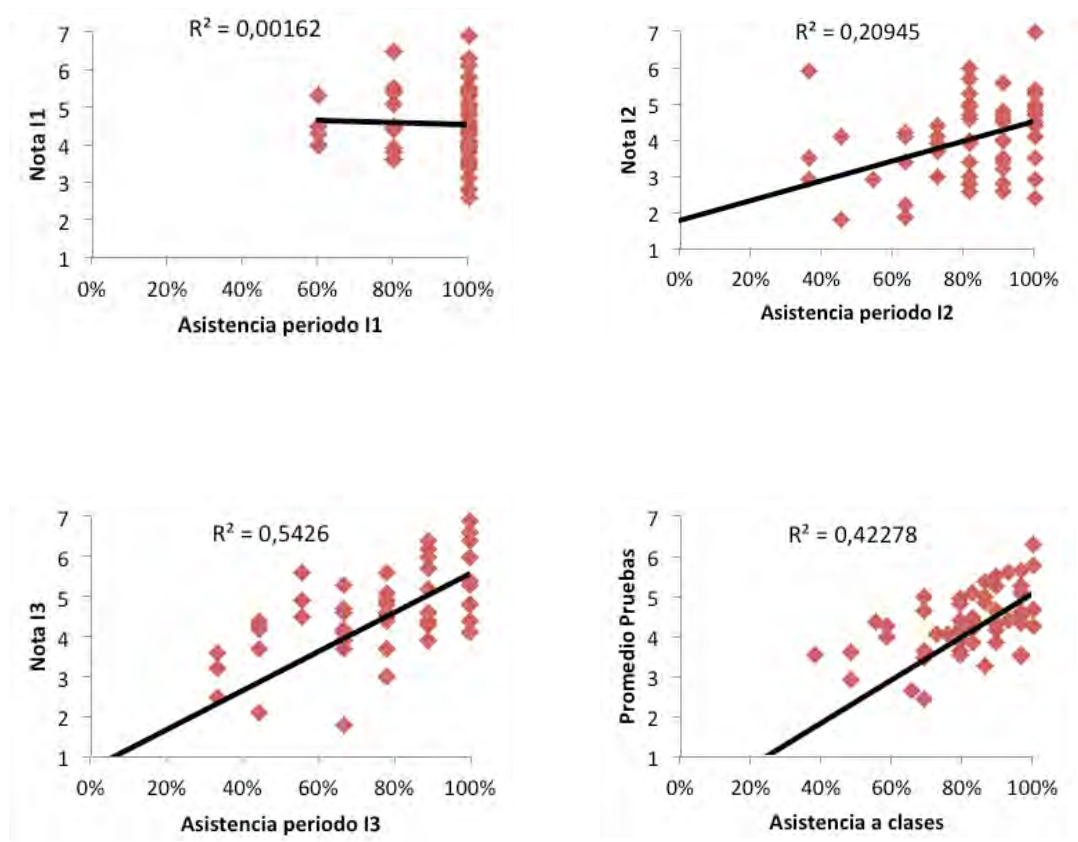 R² = 0,00162
7
6
5
4
3
2
1
Nota I1
0% 20% 40% 60% 80% 100%
Asistencia periodo I1
R² = 0,20945
7
6
5
4
3
2
1
Nota I2
0% 20% 40% 60% 80% 100%
Asistencia periodo I2
R² = 0,5426
7
6
5
4
3
2
1
Nota I3
0% 20% 40% 60% 80% 100%
Asistencia periodo I3
R² = 0,42278
7
6
5
4
3
2
1
Promedio Pruebas
0% 20% 40% 60% 80% 100%
Asistencia a clases